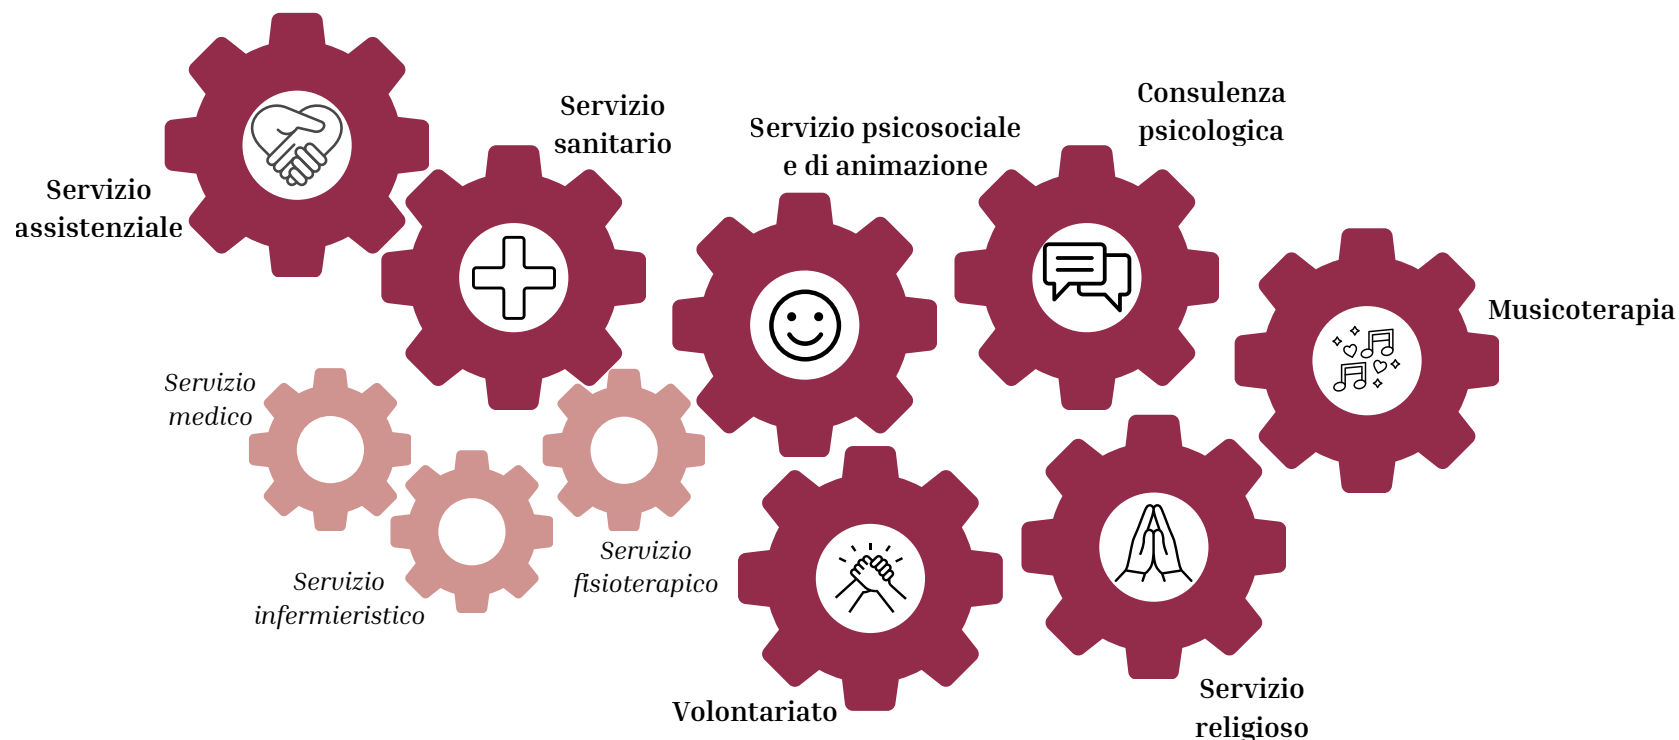 Servizio
assistenziale
Servizio
sanitario
Servizio psicosociale
e di animazione
Consulenza
psicologica
Musicoterapia
Servizio
medico
Servizio
infermieristico
Servizio
fisioterapico
Volontariato
Servizio
religioso